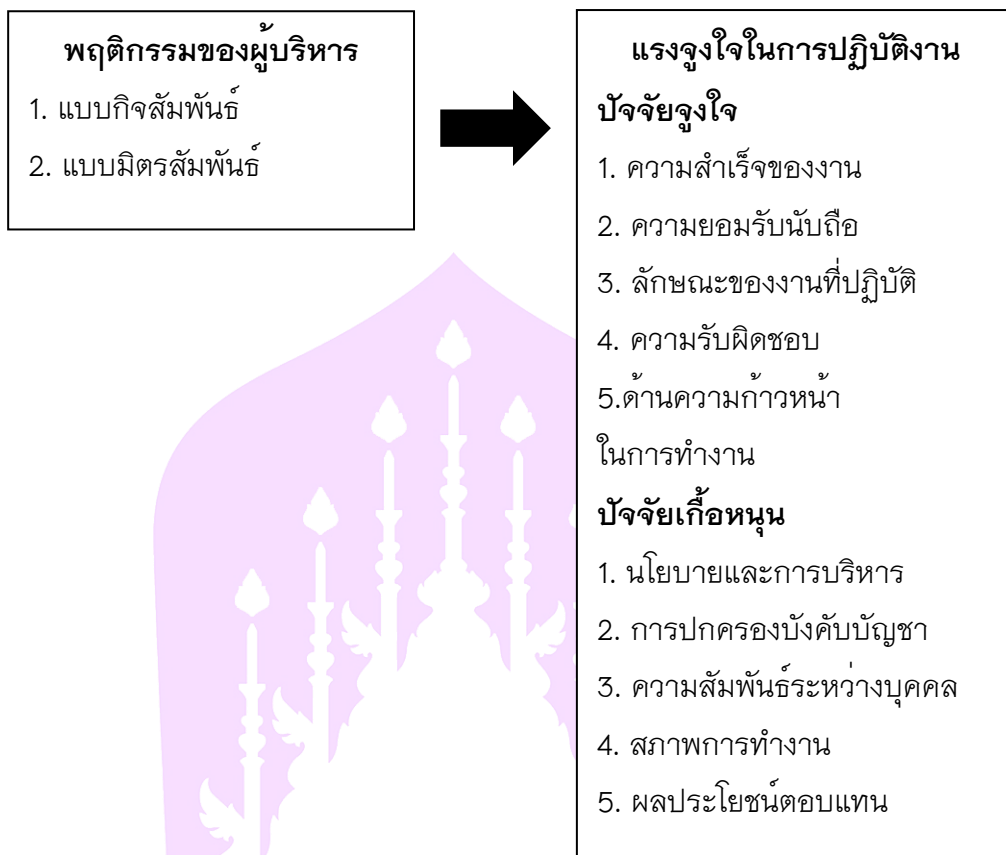 พฤติกรรมของผู้บริหาร
1. แบบกิจสัมพันธ์
2. แบบมิตรสัมพันธ์
แรงจูงใจในการปฏิบัติงาน
ปัจจัยจูงใจ
1. ความสำเร็จของงาน
2. ความยอมรับนับถือ
3. ลักษณะของงานที่ปฏิบัติ
4. ความรับผิดชอบ
5.ด้านความก้าวหน้า
ในการทำงาน
ปัจจัยเกื้อหนุน
1. นโยบายและการบริหาร
2. การปกครองบังคับบัญชา
3. ความสัมพันธ์ระหว่างบุคคล
4. สภาพการทำงาน
5. ผลประโยชน์ตอบแทน